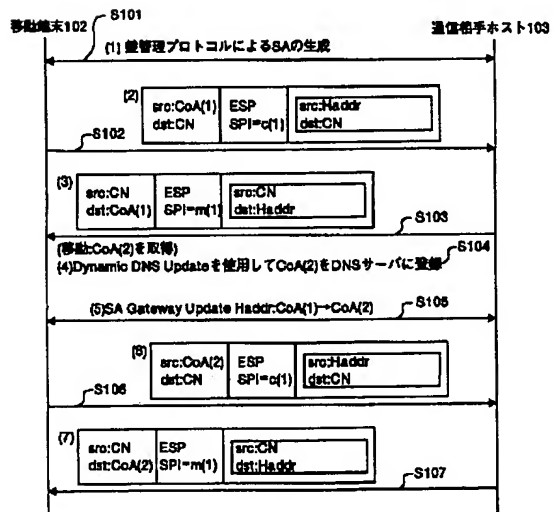 S101
移動端末102
通信相手ホスト103
(1) 鍵管理プロトコルによるSAの生成
(2)
src:CoA(1)
dst:CN
ESP
SPI=c(1)
src:Haddr
dst:CN
S102
(3)
src:CN
dst:CoA(1)
ESP
SPI=m(1)
src:CN
dst:Haddr
S103
(移動:CoA(2)を取得)
S104
(4)Dynamic DNS Updateを使用してCoA(2)をDNSサーバに登録
(5)SA Gateway Update Haddr:CoA(1)→CoA(2)
S105
(6)
src:CoA(2)
dst:CN
ESP
SPI=c(1)
src:Haddr
dst:CN
S106
(7)
src:CN
dst:CoA(2)
ESP
SPI=m(1)
src:CN
dst:Haddr
S107